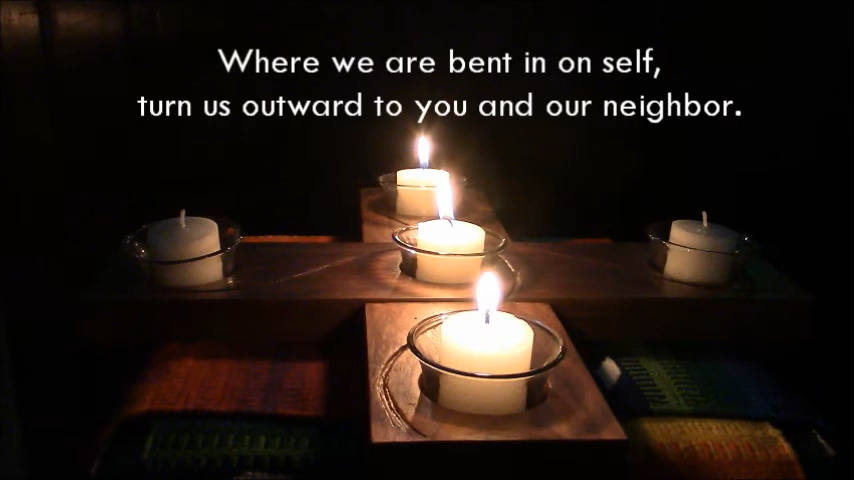 Where we are bent in on self,
turn us outward to you and our neighbor.